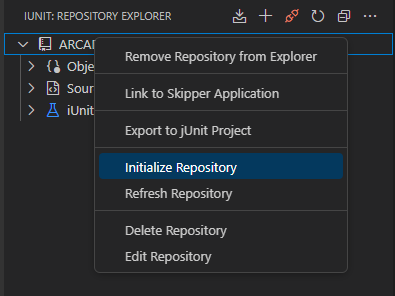 IUNIT: REPOSITORY EXPLORER
ARCAD
Remove Repository from Explorer
Obje
Link to Skipper Application
Sour
iUnit
Export to jUnit Project
Initialize Repository
Refresh Repository
Delete Repository
Edit Repository